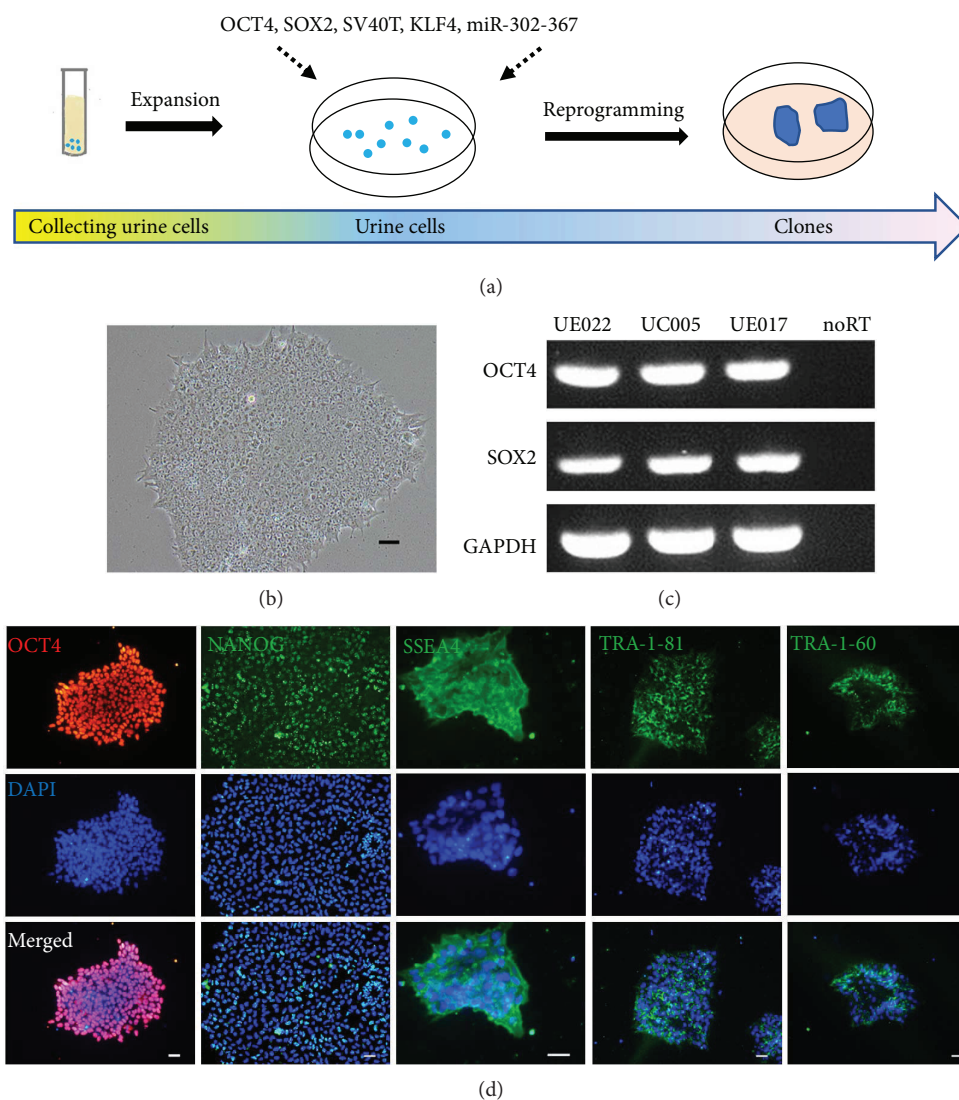 OCT4, SOX2, SV40T, KLF4, miR-302-367
Expansion
Reprogramming
Collecting urine cells
Urine cells
Clones
(a)
UE022 UC005 UE017 noRT
OCT4
SOX2
GAPDH
(b)
(c)
OCT4 NANOG SSEA4 TRA-1-81 TRA-1-60
DAPI
Merged
(d)